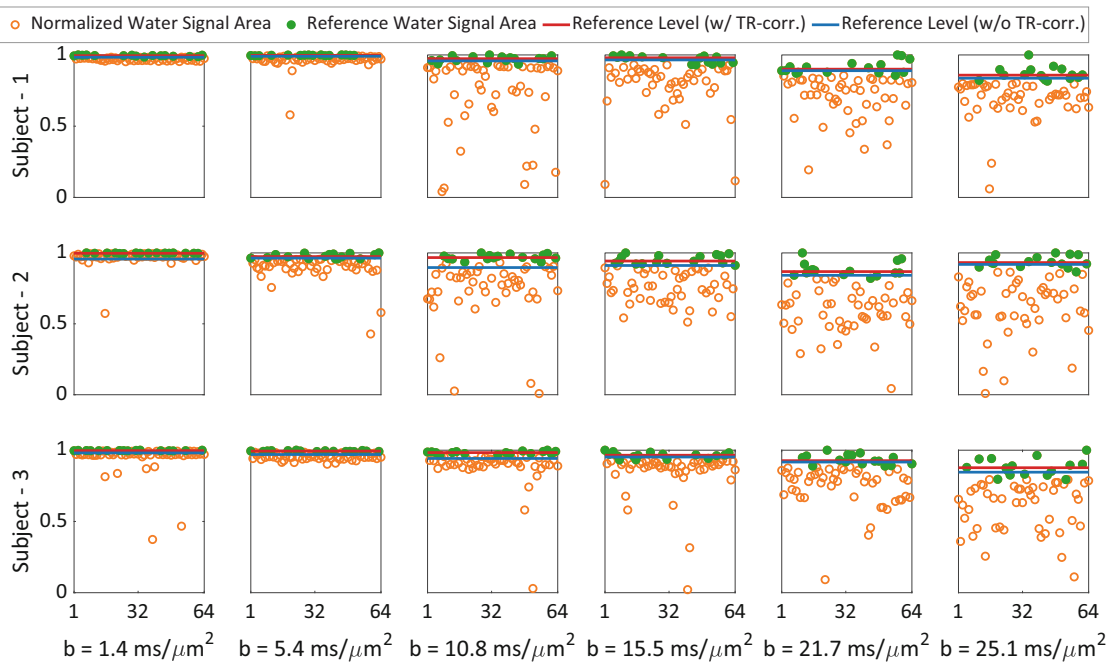 Normalized Water Signal Area Reference Water Signal Area Reference Level (w/ TR-corr.) Reference Level (w/o TR-corr.)
Subject - 1
1
0.5
0
Subject - 2
1
0.5
0
Subject - 3
1
0.5
0
1 32 64 1 32 64 1 32 64 1 32 64 1 32 64 1 32 64
b = 1.4 ms/μm² b = 5.4 ms/μm² b = 10.8 ms/μm² b = 15.5 ms/μm² b = 21.7 ms/μm² b = 25.1 ms/μm²